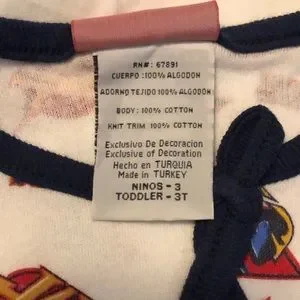 RN#: 67891
CUERPO: 100% ALGODON
ADORNO TEJIDO 100% ALGODON
BODY: 100% COTTON
KNIT TRIM 100% COTTON
Exclusivo De Decoracion
Exclusive of Decoration
Hecho en TURQUIA
Made in TURKEY
NINOS - 3
TODDLER - 3T